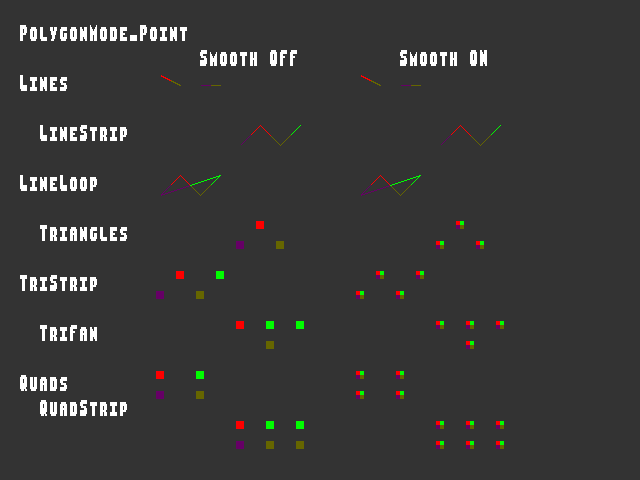 PolygonMode_Point
Smooth Off Smooth On
Lines
LineStrip
LineLoop
Triangles
TriStrip
TriFan
Quads
QuadStrip